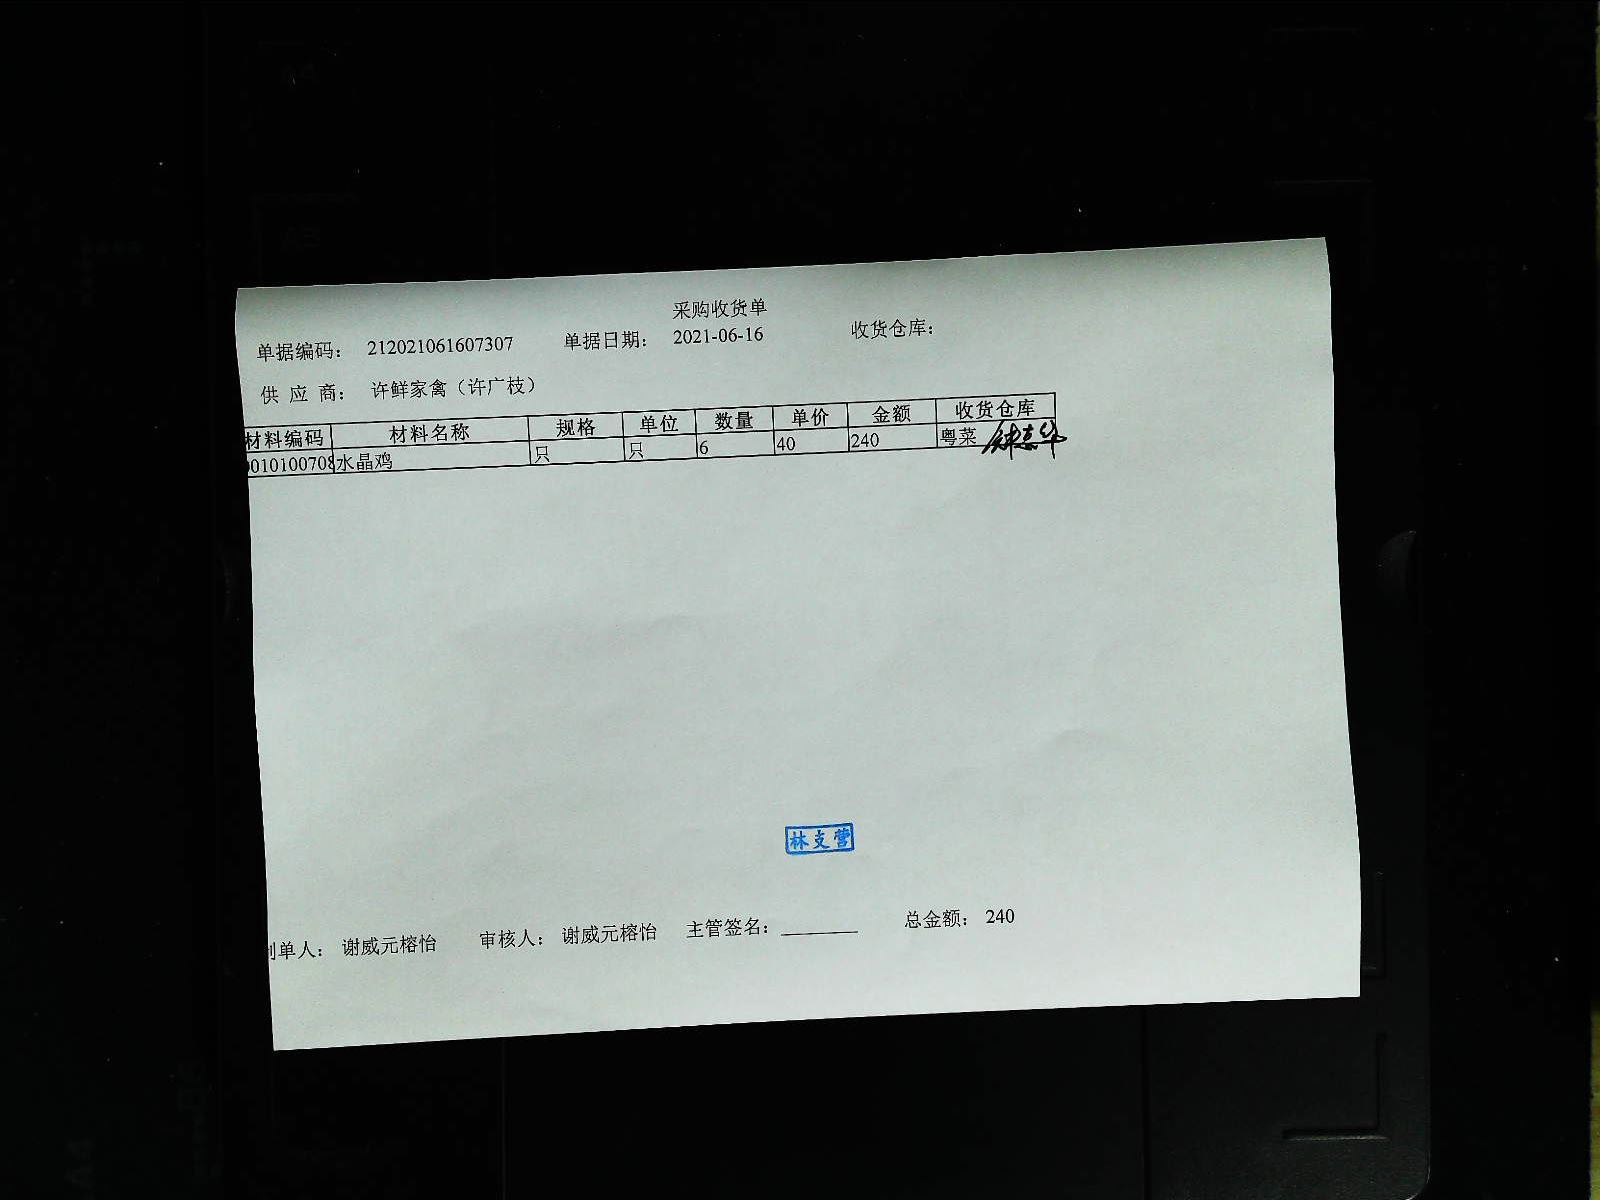 采购收货单
单据编码： 212021061607307 单据日期： 2021-06-16 收货仓库：
供 应 商： 许鲜家禽（许广枝）
材料编码 材料名称 规格 单位 数量 单价 金额 收货仓库
010100708 水晶鸡 只 只 6 40 240 粤菜
林支营
制单人： 谢威元榕怡 审核人： 谢威元榕怡 主管签名：________ 总金额： 240